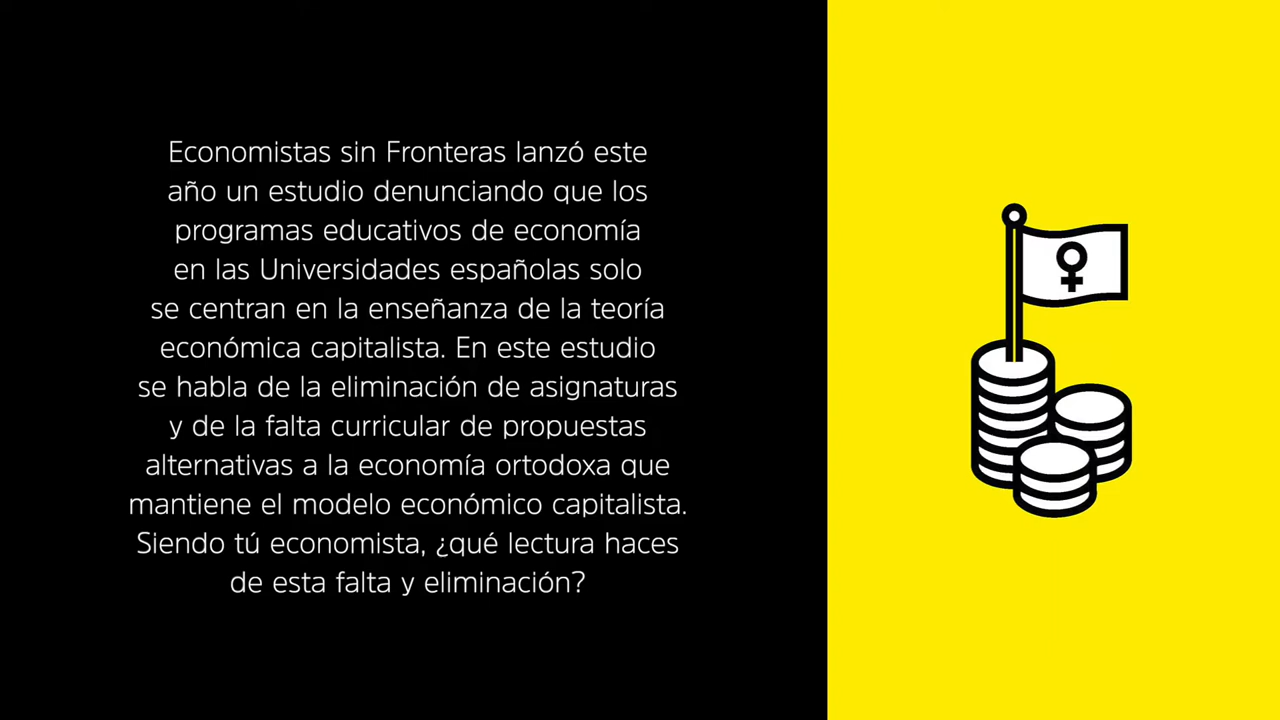 Economistas sin Fronteras lanzó este
año un estudio denunciando que los
programas educativos de economía
en las Universidades españolas solo
se centran en la enseñanza de la teoría
económica capitalista. En este estudio
se habla de la eliminación de asignaturas
y de la falta curricular de propuestas
alternativas a la economía ortodoxa que
mantiene el modelo económico capitalista.
Siendo tú economista, ¿qué lectura haces
de esta falta y eliminación?